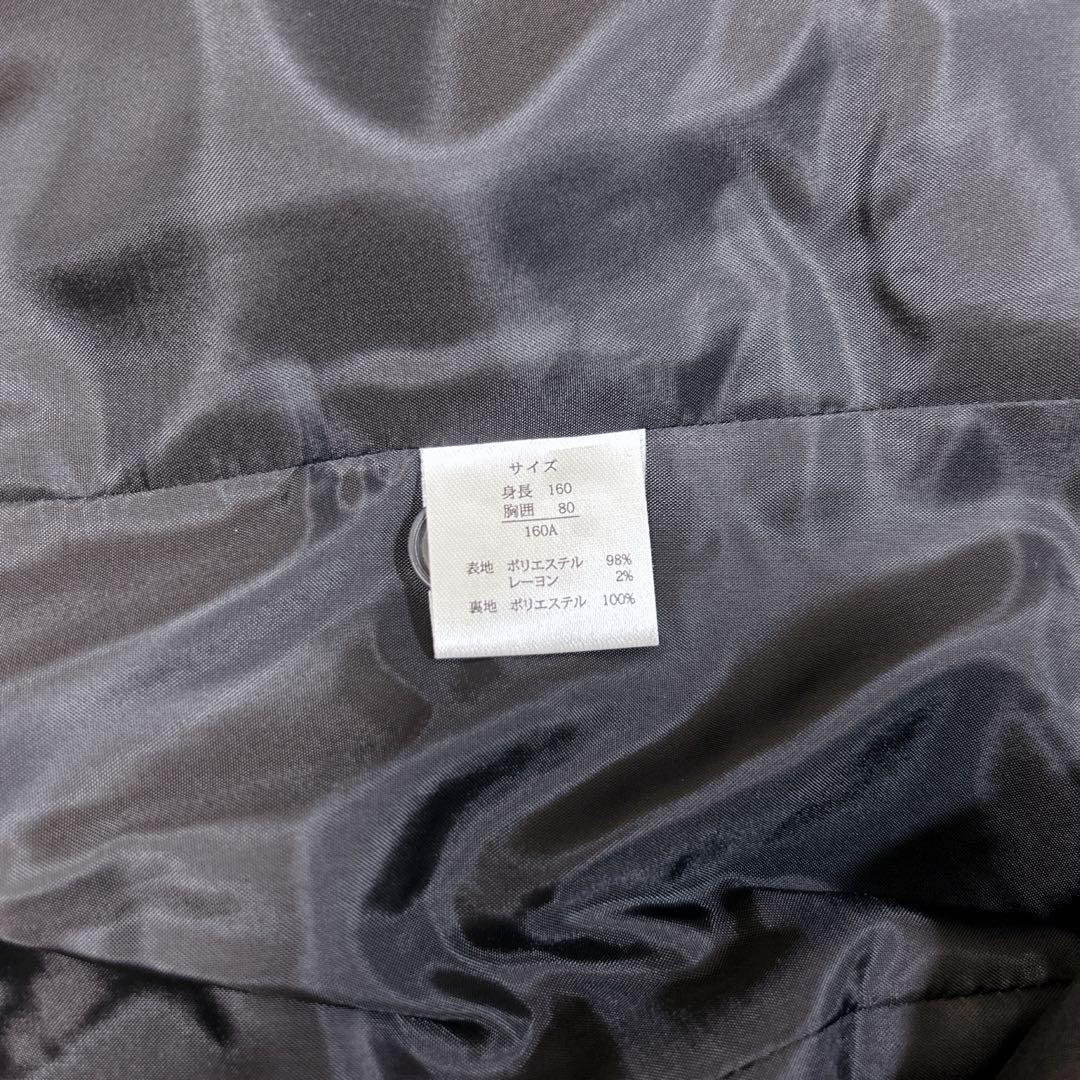 サイズ
身長 160
胸囲 80
160A
表地 ポリエステル 98%
レーヨン 2%
裏地 ポリエステル 100%